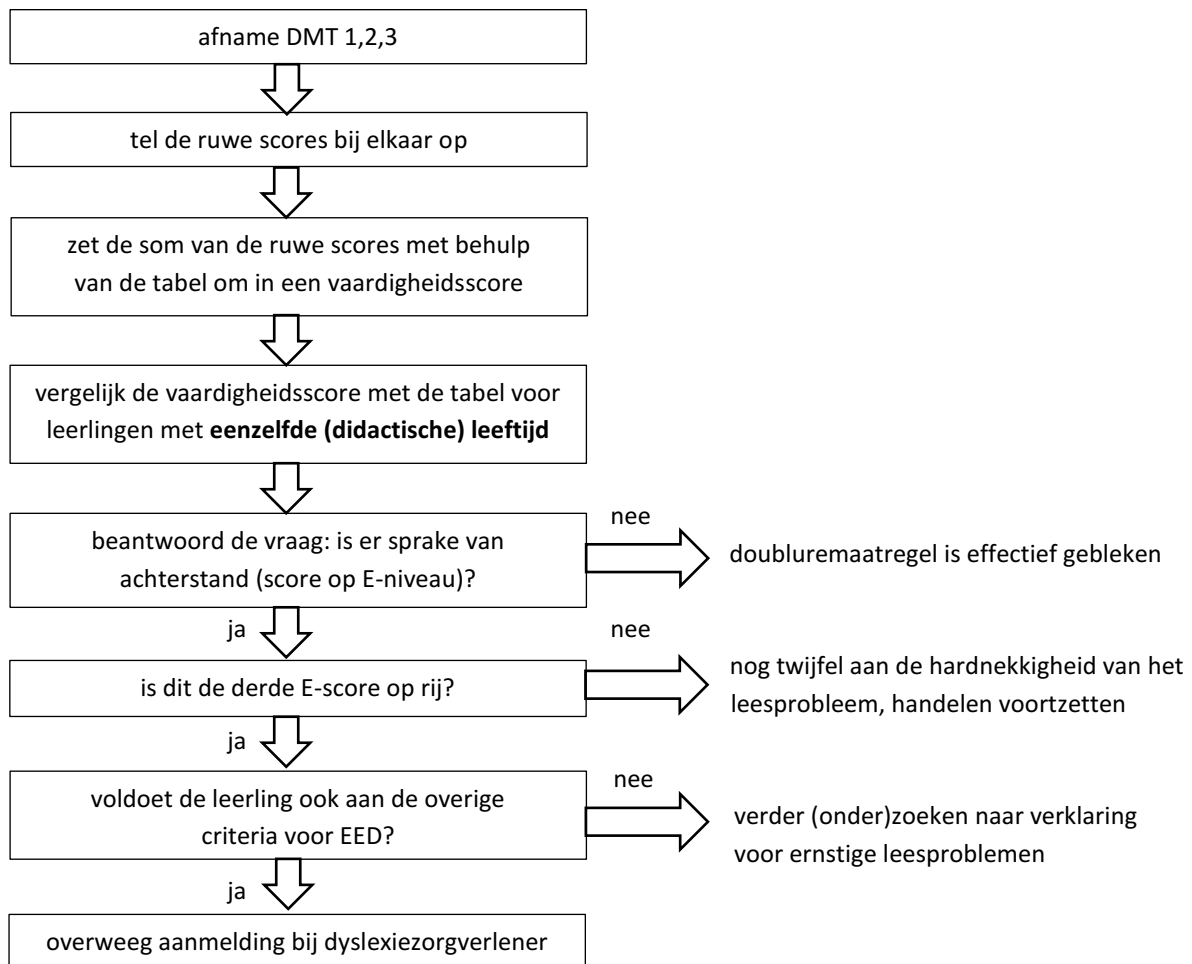 afname DMT 1,2,3
tel de ruwe scores bij elkaar op
zet de som van de ruwe scores met behulp
van de tabel om in een vaardigheidsscore
vergelijk de vaardigheidsscore met de tabel voor
leerlingen met eenzelfde (didactische) leeftijd
beantwoord de vraag: is er sprake van
achterstand (score op E-niveau)?
nee
doubluremaatregel is effectief gebleken
ja
is dit de derde E-score op rij?
nee
nog twijfel aan de hardnekkigheid van het
leesprobleem, handelen voortzetten
ja
voldoet de leerling ook aan de overige
criteria voor EED?
nee
verder (onder)zoeken naar verklaring
voor ernstige leesproblemen
ja
overweeg aanmelding bij dyslexiezorgverlener